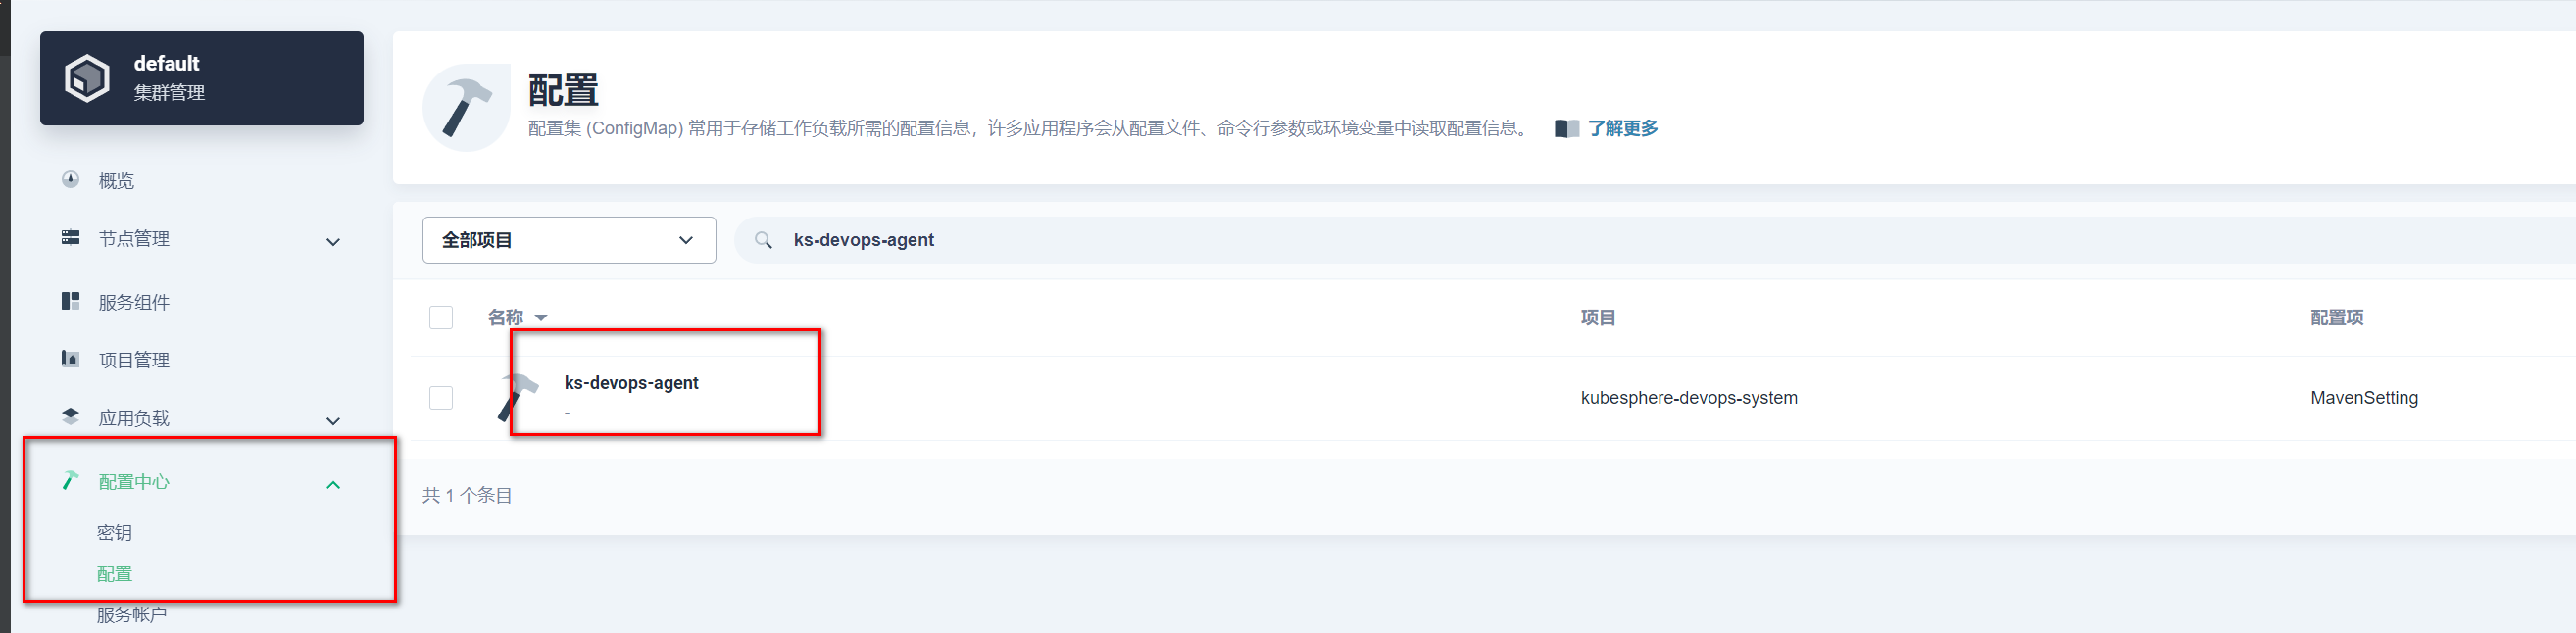 default
集群管理
概览
节点管理
服务组件
项目管理
应用负载
配置中心
密钥
配置
服务帐户
配置
配置集 (ConfigMap) 常用于存储工作负载所需的配置信息，许多应用程序会从配置文件、命令行参数或环境变量中读取配置信息。 了解更多
全部项目 ks-devops-agent
名称 项目 配置项
ks-devops-agent kubesphere-devops-system MavenSetting
-
共 1 个条目